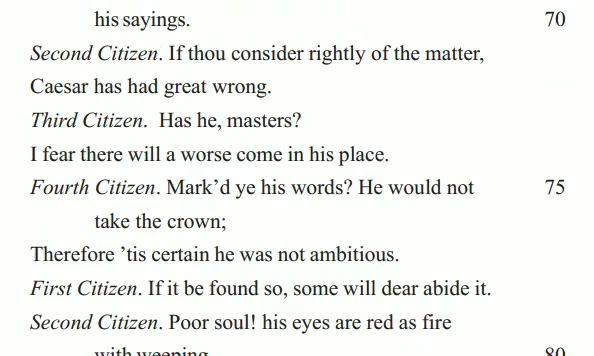 his sayings. 70
Second Citizen. If thou consider rightly of the matter,
Caesar has had great wrong.
Third Citizen. Has he, masters?
I fear there will a worse come in his place.
Fourth Citizen. Mark’d ye his words? He would not 75
take the crown;
Therefore ’tis certain he was not ambitious.
First Citizen. If it be found so, some will dear abide it.
Second Citizen. Poor soul! his eyes are red as fire
with weeping. 80